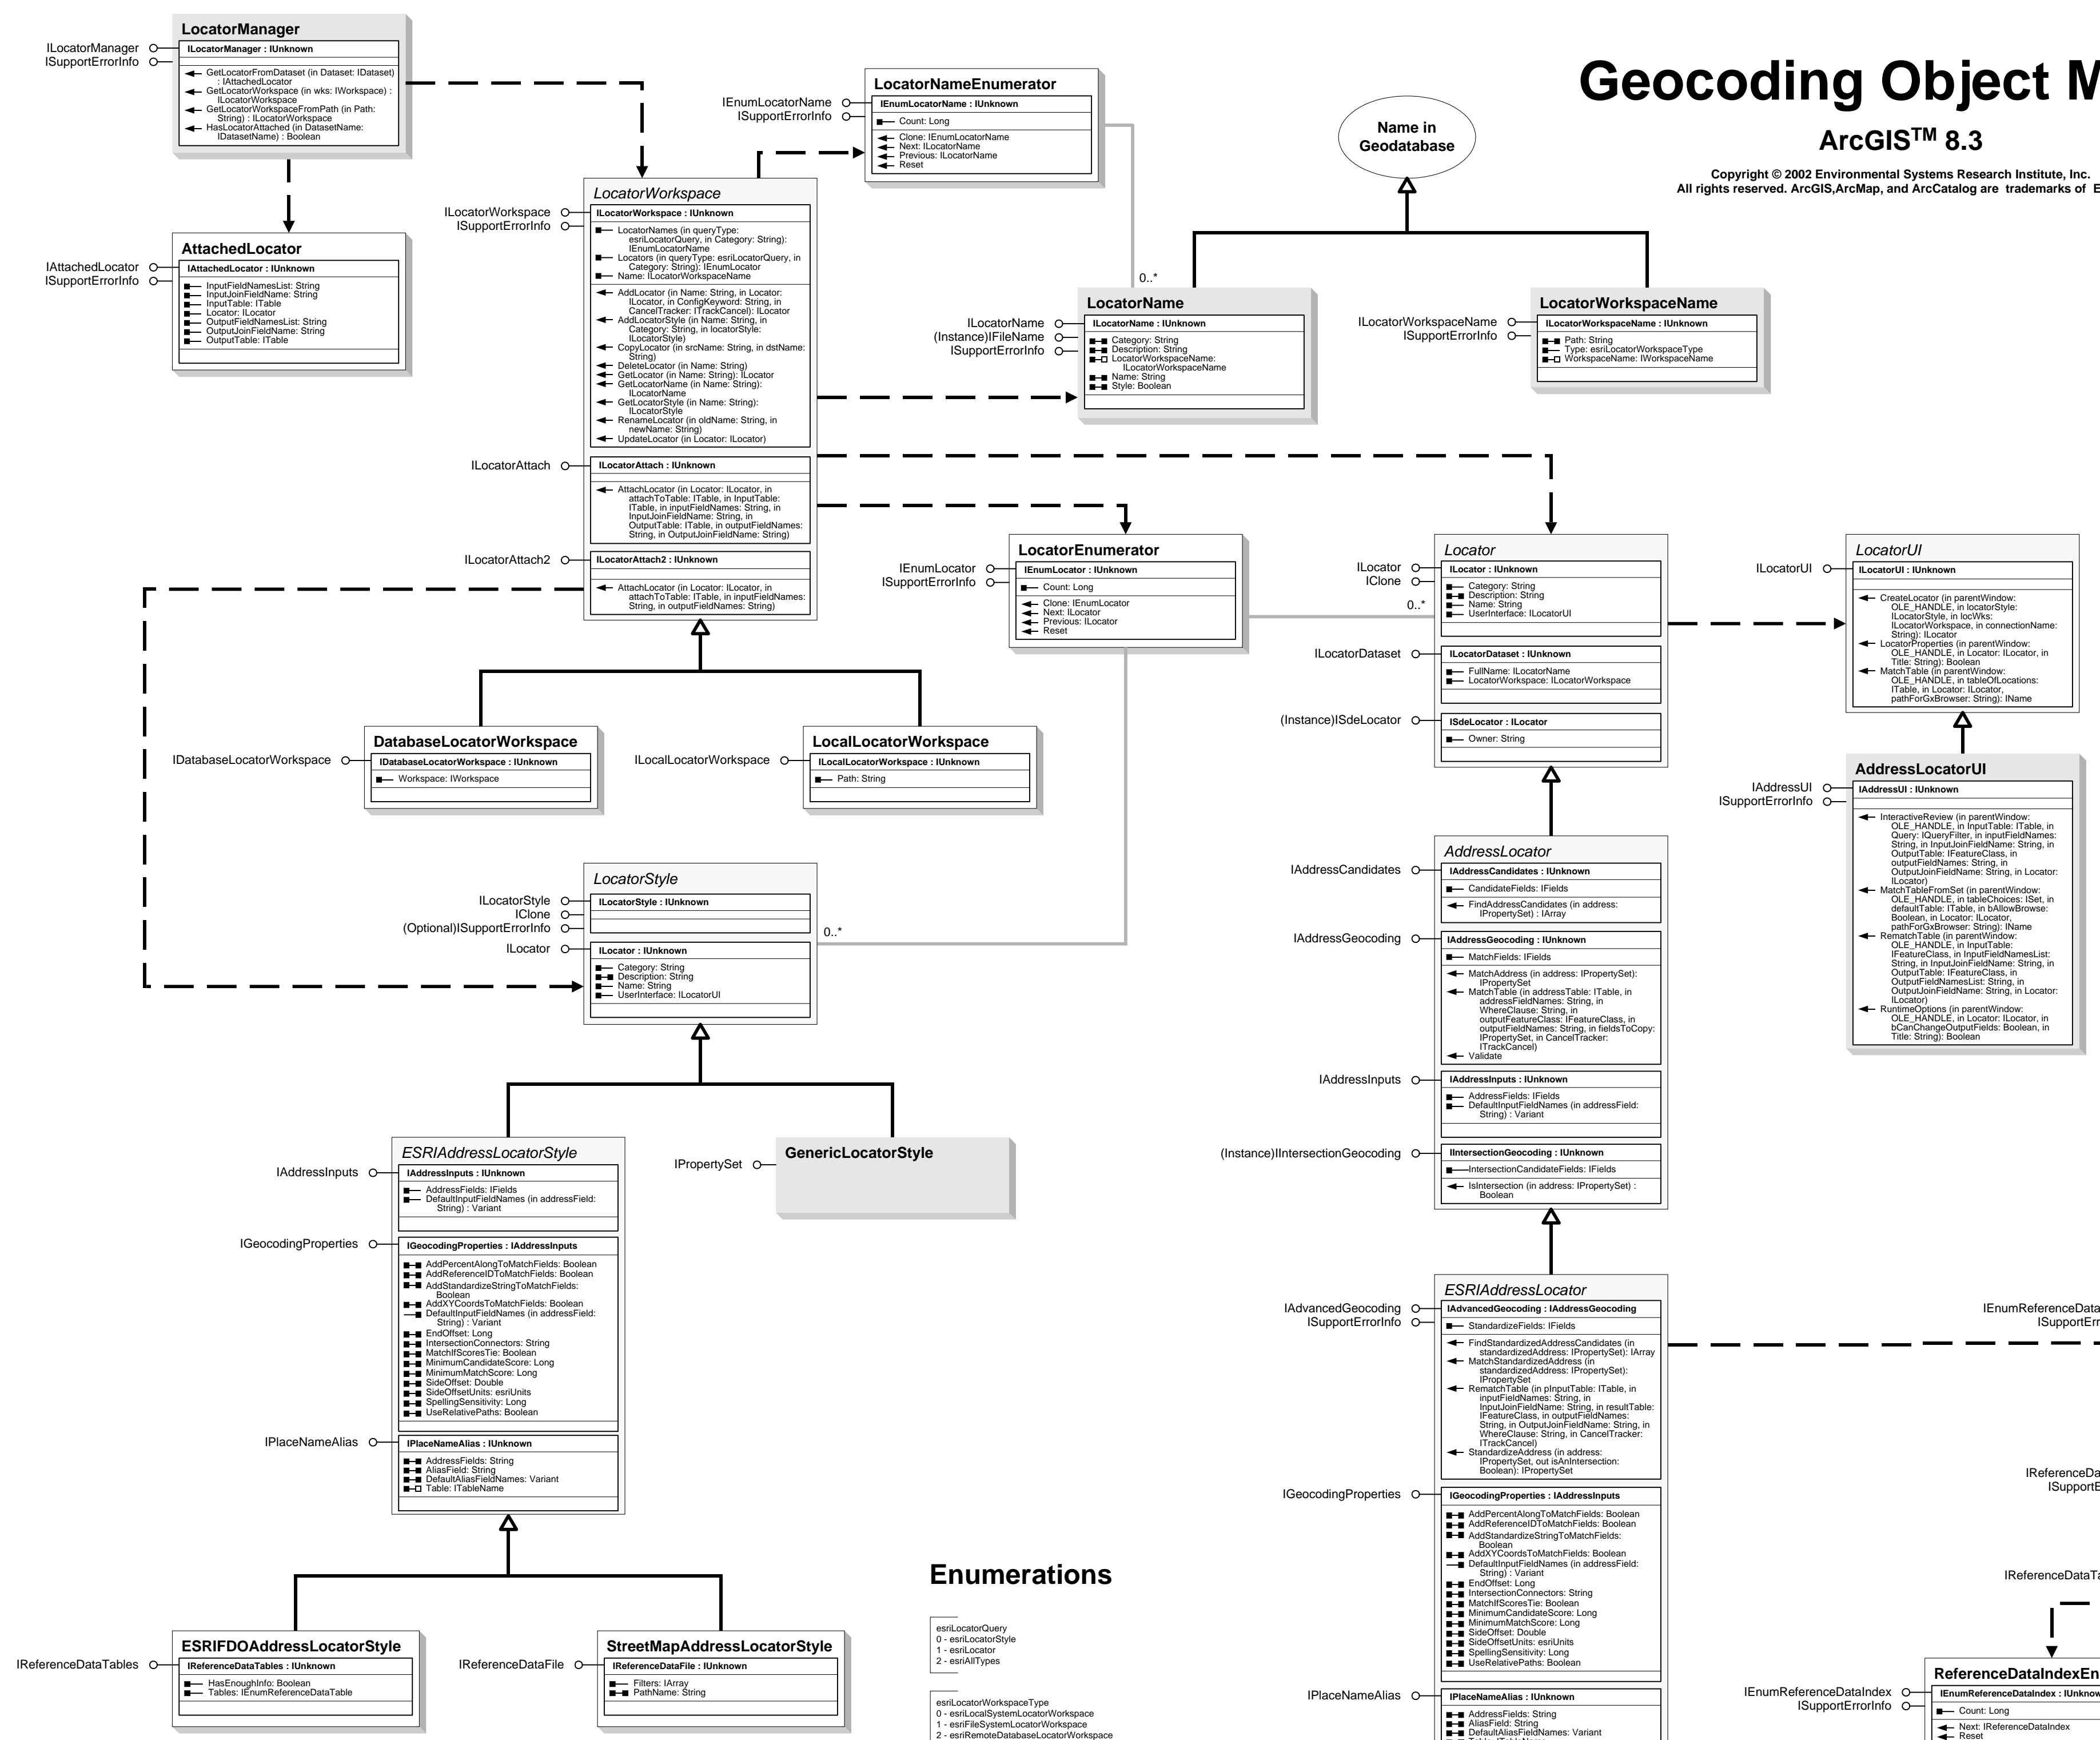 Geocoding Object M
ArcGIS™ 8.3
Copyright © 2002 Environmental Systems Research Institute, Inc.
All rights reserved. ArcGIS,ArcMap, and ArcCatalog are trademarks of E
LocatorManager
ILocatorManager
ISupportErrorInfo
ILocatorManager : IUnknown
GetLocatorFromDataset (in Dataset: IDataset)
: IAttachedLocator
GetLocatorWorkspace (in wks: IWorkspace) :
ILocatorWorkspace
GetLocatorWorkspaceFromPath (in Path:
String) : ILocatorWorkspace
HasLocatorAttached (in DatasetName:
IDatasetName) : Boolean
AttachedLocator
IAttachedLocator
ISupportErrorInfo
IAttachedLocator : IUnknown
InputFieldNamesList: String
InputJoinFieldName: String
InputTable: ITable
Locator: ILocator
OutputFieldNamesList: String
OutputJoinFieldName: String
OutputTable: ITable
LocatorNameEnumerator
IEnumLocatorName
ISupportErrorInfo
IEnumLocatorName : IUnknown
Count: Long
Clone: IEnumLocatorName
Next: ILocatorName
Previous: ILocatorName
Reset
Name in
Geodatabase
LocatorWorkspace
ILocatorWorkspace
ISupportErrorInfo
ILocatorWorkspace : IUnknown
LocatorNames (in queryType:
esriLocatorQuery, in Category: String):
IEnumLocatorName
Locators (in queryType: esriLocatorQuery, in
Category: String): IEnumLocator
Name: ILocatorWorkspaceName
AddLocator (in Name: String, in Locator:
ILocator, in ConfigKeyword: String, in
CancelTracker: ITrackCancel): ILocator
AddLocatorStyle (in Name: String, in
Category: String, in locatorStyle:
ILocatorStyle)
CopyLocator (in srcName: String, in dstName:
String)
DeleteLocator (in Name: String)
GetLocator (in Name: String): ILocator
GetLocatorName (in Name: String):
ILocatorName
GetLocatorStyle (in Name: String):
ILocatorStyle
RenameLocator (in oldName: String, in
newName: String)
UpdateLocator (in Locator: ILocator)
ILocatorAttach
ILocatorAttach : IUnknown
AttachLocator (in Locator: ILocator, in
attachToTable: ITable, in InputTable:
ITable, in inputFieldNames: String, in
InputJoinFieldName: String, in
OutputTable: ITable, in outputFieldNames:
String, in OutputJoinFieldName: String)
ILocatorAttach2
ILocatorAttach2 : IUnknown
AttachLocator (in Locator: ILocator, in
attachToTable: ITable, in inputFieldNames:
String, in outputFieldNames: String)
0..*
LocatorName
ILocatorName
(Instance)IFileName
ISupportErrorInfo
ILocatorName : IUnknown
Category: String
Description: String
LocatorWorkspaceName:
ILocatorWorkspaceName
Name: String
Style: Boolean
LocatorWorkspaceName
ILocatorWorkspaceName
ISupportErrorInfo
ILocatorWorkspaceName : IUnknown
Path: String
Type: esriLocatorWorkspaceType
WorkspaceName: IWorkspaceName
LocatorEnumerator
IEnumLocator
ISupportErrorInfo
IEnumLocator : IUnknown
Count: Long
Clone: IEnumLocator
Next: ILocator
Previous: ILocator
Reset
0..*
Locator
ILocator
IClone
ILocator : IUnknown
Category: String
Description: String
Name: String
UserInterface: ILocatorUI
ILocatorDataset
ILocatorDataset : IUnknown
FullName: ILocatorName
LocatorWorkspace: ILocatorWorkspace
(Instance)ISdeLocator
ISdeLocator : ILocator
Owner: String
LocatorUI
ILocatorUI
ILocatorUI : IUnknown
CreateLocator (in parentWindow:
OLE_HANDLE, in locatorStyle:
ILocatorStyle, in locWks:
ILocatorWorkspace, in connectionName:
String): ILocator
LocatorProperties (in parentWindow:
OLE_HANDLE, in Locator: ILocator, in
Title: String): Boolean
MatchTable (in parentWindow:
OLE_HANDLE, in tableOfLocations:
ITable, in Locator: ILocator,
pathForGxBrowser: String): IName
DatabaseLocatorWorkspace
IDatabaseLocatorWorkspace
IDatabaseLocatorWorkspace : IUnknown
Workspace: IWorkspace
LocalLocatorWorkspace
ILocalLocatorWorkspace
ILocalLocatorWorkspace : IUnknown
Path: String
AddressLocatorUI
IAddressUI
ISupportErrorInfo
IAddressUI : IUnknown
InteractiveReview (in parentWindow:
OLE_HANDLE, in InputTable: ITable, in
Query: IQueryFilter, in inputFieldNames:
String, in InputJoinFieldName: String, in
OutputTable: IFeatureClass, in
outputFieldNames: String, in
OutputJoinFieldName: String, in Locator:
ILocator)
MatchTableFromSet (in parentWindow:
OLE_HANDLE, in tableChoices: ISet, in
defaultTable: ITable, in bAllowBrowse:
Boolean, in Locator: ILocator,
pathForGxBrowser: String): IName
RematchTable (in parentWindow:
OLE_HANDLE, in InputTable:
IFeatureClass, in InputFieldNamesList:
String, in InputJoinFieldName: String, in
OutputTable: IFeatureClass, in
OutputFieldNamesList: String, in
OutputJoinFieldName: String, in Locator:
ILocator)
RuntimeOptions (in parentWindow:
OLE_HANDLE, in Locator: ILocator, in
bCanChangeOutputFields: Boolean, in
Title: String): Boolean
LocatorStyle
ILocatorStyle
IClone
(Optional)ISupportErrorInfo
ILocatorStyle : IUnknown
ILocator
ILocator : IUnknown
Category: String
Description: String
Name: String
UserInterface: ILocatorUI
0..*
AddressLocator
IAddressCandidates
IAddressCandidates : IUnknown
CandidateFields: IFields
FindAddressCandidates (in address:
IPropertySet) : IArray
IAddressGeocoding
IAddressGeocoding : IUnknown
MatchFields: IFields
MatchAddress (in address: IPropertySet):
IPropertySet
MatchTable (in addressTable: ITable, in
addressFieldNames: String, in
WhereClause: String, in
outputFeatureClass: IFeatureClass, in
outputFieldNames: String, in fieldsToCopy:
IPropertySet, in CancelTracker:
ITrackCancel)
Validate
IAddressInputs
IAddressInputs : IUnknown
AddressFields: IFields
DefaultInputFieldNames (in addressField:
String) : Variant
(Instance)IIntersectionGeocoding
IIntersectionGeocoding : IUnknown
IntersectionCandidateFields: IFields
IsIntersection (in address: IPropertySet) :
Boolean
ESRIAddressLocatorStyle
IAddressInputs
IAddressInputs : IUnknown
AddressFields: IFields
DefaultInputFieldNames (in addressField:
String) : Variant
IGeocodingProperties
IGeocodingProperties : IAddressInputs
AddPercentAlongToMatchFields: Boolean
AddReferenceIDToMatchFields: Boolean
AddStandardizeStringToMatchFields:
Boolean
AddXYCoordsToMatchFields: Boolean
DefaultInputFieldNames (in addressField:
String) : Variant
EndOffset: Long
IntersectionConnectors: String
MatchIfScoresTie: Boolean
MinimumCandidateScore: Long
MinimumMatchScore: Long
SideOffset: Double
SideOffsetUnits: esriUnits
SpellingSensitivity: Long
UseRelativePaths: Boolean
IPlaceNameAlias
IPlaceNameAlias : IUnknown
AddressFields: String
AliasField: String
DefaultAliasFieldNames: Variant
Table: ITableName
IPropertySet
GenericLocatorStyle
ESRIAddressLocator
IAdvancedGeocoding
ISupportErrorInfo
IAdvancedGeocoding : IAddressGeocoding
StandardizeFields: IFields
FindStandardizedAddressCandidates (in
standardizedAddress: IPropertySet): IArray
MatchStandardizedAddress (in
standardizedAddress: IPropertySet):
IPropertySet
RematchTable (in pInputTable: ITable, in
inputFieldNames: String, in
InputJoinFieldName: String, in resultTable:
IFeatureClass, in outputFieldNames:
String, in OutputJoinFieldName: String, in
WhereClause: String, in CancelTracker:
ITrackCancel)
StandardizeAddress (in address:
IPropertySet, out isAnIntersection:
Boolean): IPropertySet
IGeocodingProperties
IGeocodingProperties : IAddressInputs
AddPercentAlongToMatchFields: Boolean
AddReferenceIDToMatchFields: Boolean
AddStandardizeStringToMatchFields:
Boolean
AddXYCoordsToMatchFields: Boolean
DefaultInputFieldNames (in addressField:
String) : Variant
EndOffset: Long
IntersectionConnectors: String
MatchIfScoresTie: Boolean
MinimumCandidateScore: Long
MinimumMatchScore: Long
SideOffset: Double
SideOffsetUnits: esriUnits
SpellingSensitivity: Long
UseRelativePaths: Boolean
IPlaceNameAlias
IPlaceNameAlias : IUnknown
AddressFields: String
AliasField: String
DefaultAliasFieldNames: Variant
IEnumReferenceData
ISupportErr
IReferenceDa
ISupportE
IReferenceDataTa
ReferenceDataIndexEn
IEnumReferenceDataIndex
ISupportErrorInfo
IEnumReferenceDataIndex : IUnknow
Count: Long
Next: IReferenceDataIndex
Reset
ESRIFDOAddressLocatorStyle
IReferenceDataTables
IReferenceDataTables : IUnknown
HasEnoughInfo: Boolean
Tables: IEnumReferenceDataTable
StreetMapAddressLocatorStyle
IReferenceDataFile
IReferenceDataFile : IUnknown
Filters: IArray
PathName: String
Enumerations
esriLocatorQuery
0 - esriLocatorStyle
1 - esriLocator
2 - esriAllTypes
esriLocatorWorkspaceType
0 - esriLocalSystemLocatorWorkspace
1 - esriFileSystemLocatorWorkspace
2 - esriRemoteDatabaseLocatorWorkspace